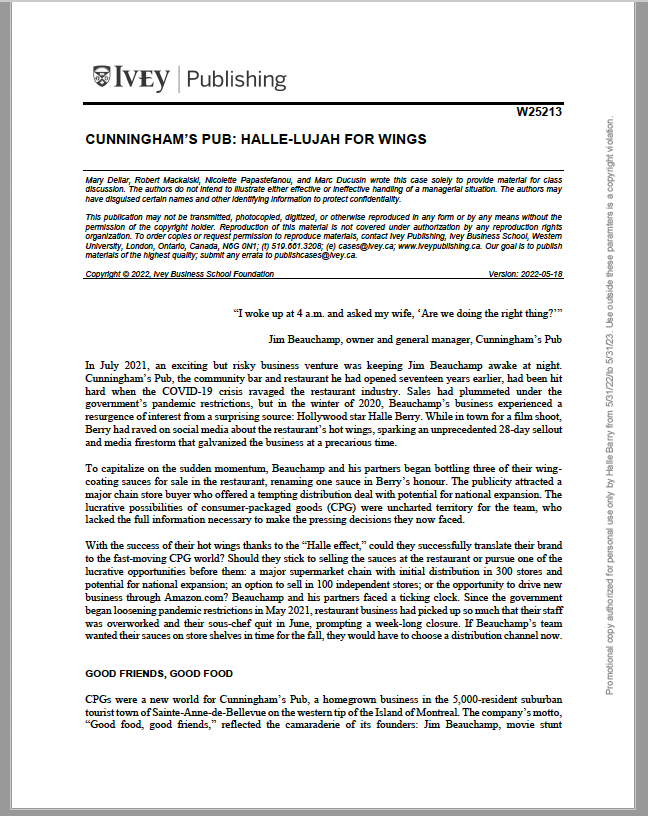 IVEY Publishing
W25213
CUNNINGHAM'S PUB: HALLE-LUJAH FOR WINGS
Mary Dellar, Robert Mackalski, Nicolette Papastefanou, and Marc Ducusin wrote this case solely to provide material for class
discussion. The authors do not intend to illustrate either effective or ineffective handling of a managerial situation. The authors may
have disguised certain names and other identifying information to protect confidentiality.
This publication may not be transmitted, photocopied, digitized, or otherwise reproduced in any form or by any means without the
permission of the copyright holder. Reproduction of this material is not covered under authorization by any reproduction rights
organization. To order copies or request permission to reproduce materials, contact Ivey Publishing, Ivey Business School, Western
University, London, Ontario, Canada, N6G 0N1; (t) 519.661.3208; (e) cases@ivey.ca; www.iveypublishing.ca. Our goal is to publish
materials of the highest quality; submit any errata to publishcases@ivey.ca.
Copyright © 2022, Ivey Business School Foundation Version: 2022-05-18
“I woke up at 4 a.m. and asked my wife, ‘Are we doing the right thing?’”
Jim Beauchamp, owner and general manager, Cunningham’s Pub
In July 2021, an exciting but risky business venture was keeping Jim Beauchamp awake at night.
Cunningham’s Pub, the community bar and restaurant he had opened seventeen years earlier, had been hit
hard when the COVID-19 crisis ravaged the restaurant industry. Sales had plummeted under the
government’s pandemic restrictions, but in the winter of 2020, Beauchamp’s business experienced a
resurgence of interest from a surprising source: Hollywood star Halle Berry. While in town for a film shoot,
Berry had raved on social media about the restaurant’s hot wings, sparking an unprecedented 28-day sellout
and media firestorm that galvanized the business at a precarious time.
To capitalize on the sudden momentum, Beauchamp and his partners began bottling three of their wing-
coating sauces for sale in the restaurant, renaming one sauce in Berry’s honour. The publicity attracted a
major chain store buyer who offered a tempting distribution deal with potential for national expansion. The
lucrative possibilities of consumer-packaged goods (CPG) were uncharted territory for the team, who
lacked the full information necessary to make the pressing decisions they now faced.
With the success of their hot wings thanks to the “Halle effect,” could they successfully translate their brand
to the fast-moving CPG world? Should they stick to selling the sauces at the restaurant or pursue one of the
lucrative opportunities before them: a major supermarket chain with initial distribution in 300 stores and
potential for national expansion; an option to sell in 100 independent stores; or the opportunity to drive new
business through Amazon.com? Beauchamp and his partners faced a ticking clock. Since the government
began loosening pandemic restrictions in May 2021, restaurant business had picked up so much that their staff
was overworked and their sous-chef quit in June, prompting a week-long closure. If Beauchamp’s team
wanted their sauces on store shelves in time for the fall, they would have to choose a distribution channel now.
GOOD FRIENDS, GOOD FOOD
CPGs were a new world for Cunningham’s Pub, a homegrown business in the 5,000-resident suburban
tourist town of Sainte-Anne-de-Bellevue on the western tip of the Island of Montreal. The company’s motto,
“Good food, good friends,” reflected the camaraderie of its founders: Jim Beauchamp, movie stunt
Promotional copy authorized for personal use only by Halle Barry from 5/31/22/to 5/31/23. Use outside these paramters is a copyright violation.